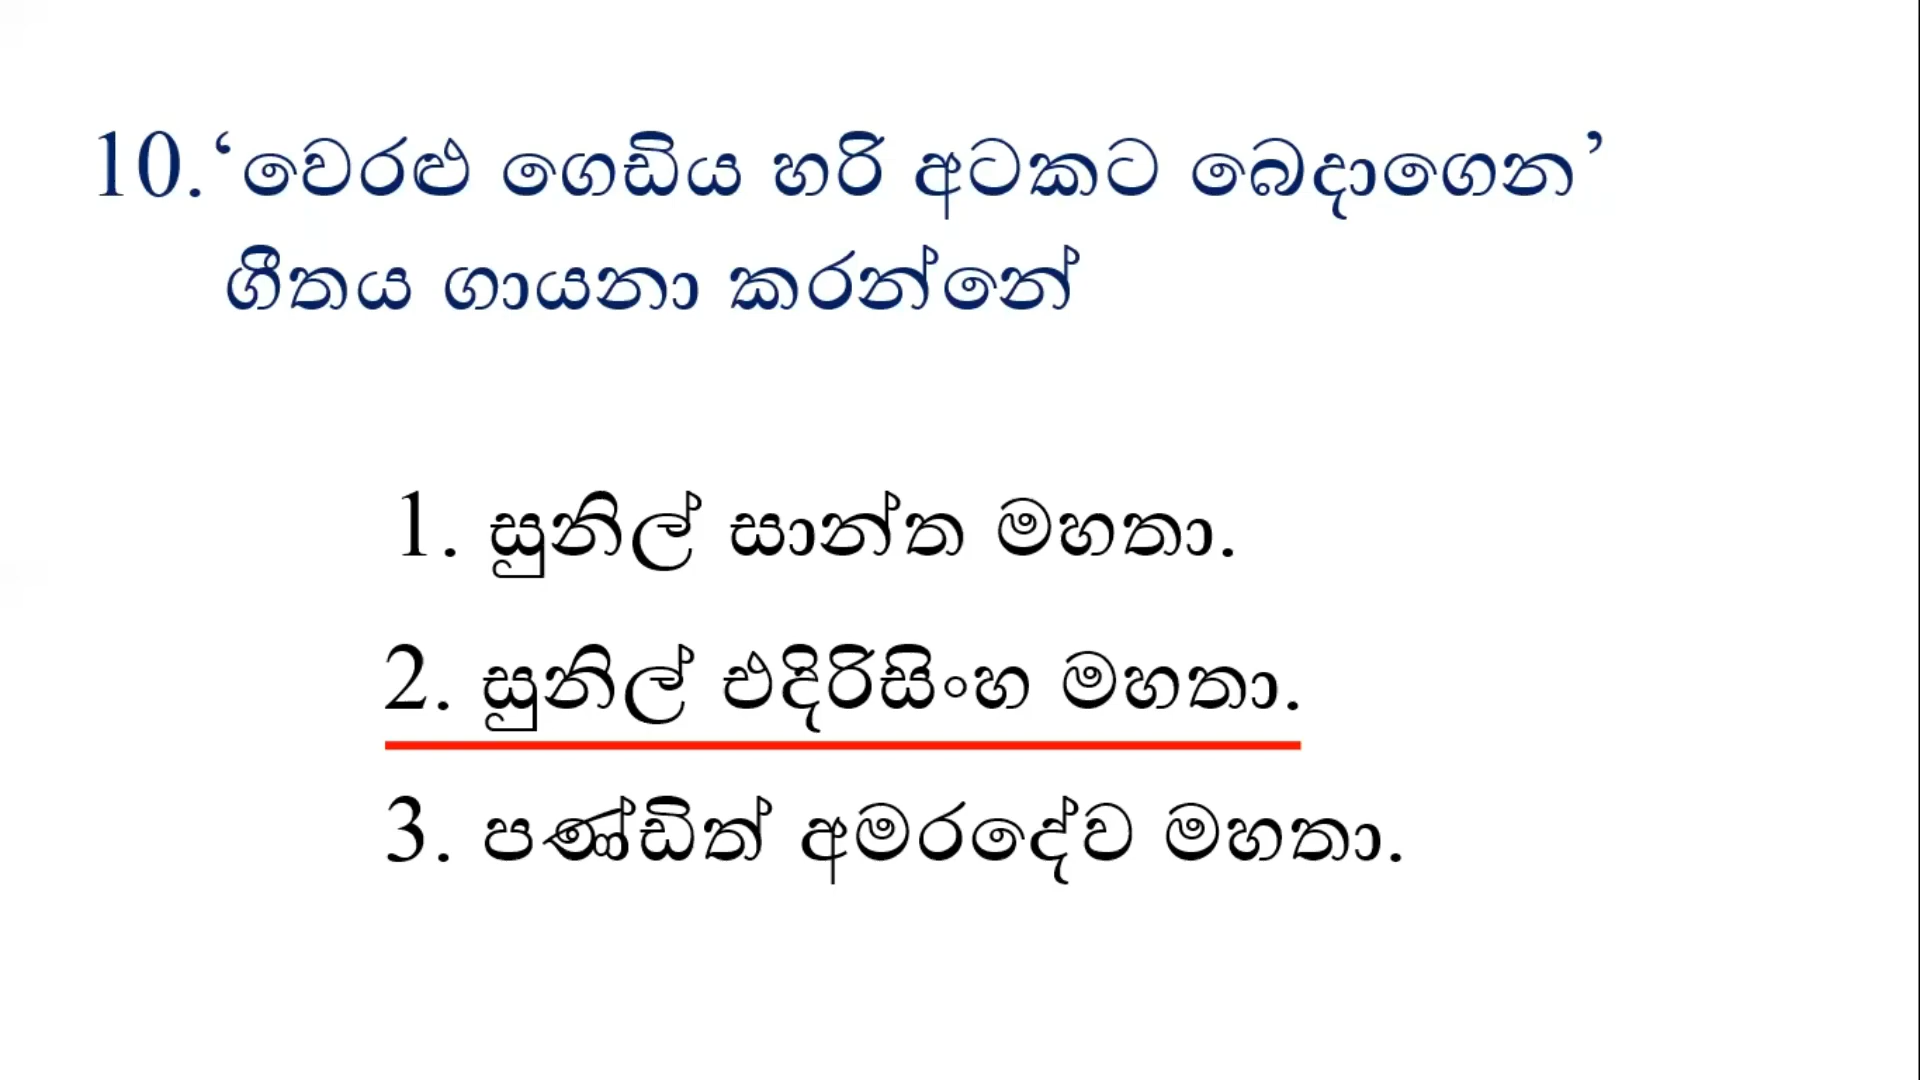 10.‘වෙරළු ගෙඩිය හරි අටකට බෙදාගෙන’
ගීතය ගායනා කරන්නේ
1. සුනිල් සාන්ත මහතා.
2. සුනිල් එදිරිසිංහ මහතා.
3. පණ්ඩිත් අමරදේව මහතා.